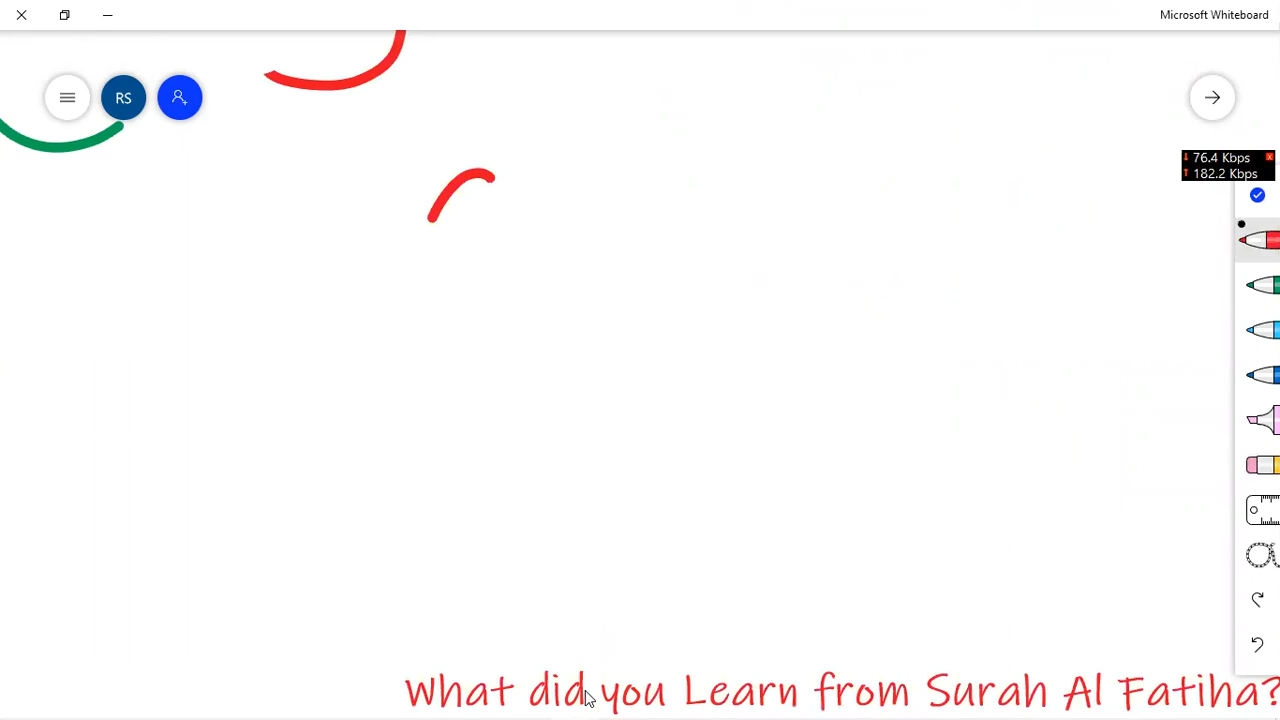 Microsoft Whiteboard
RS
76.4 Kbps
182.2 Kbps
What did you Learn from Surah Al Fatiha?